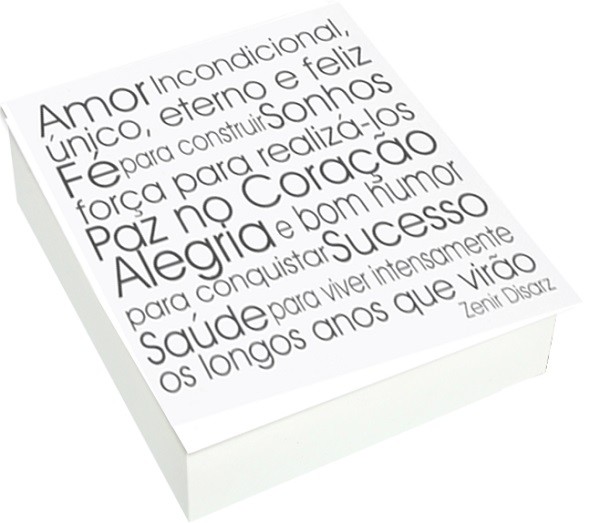 Amor Incondicional,
único, eterno e feliz
Fé para construir Sonhos
força para realizá-los
Paz no Coração
Alegria e bom humor
para conquistar Sucesso
Saúde para viver intensamente
os longos anos que virão
Zenir Disarz